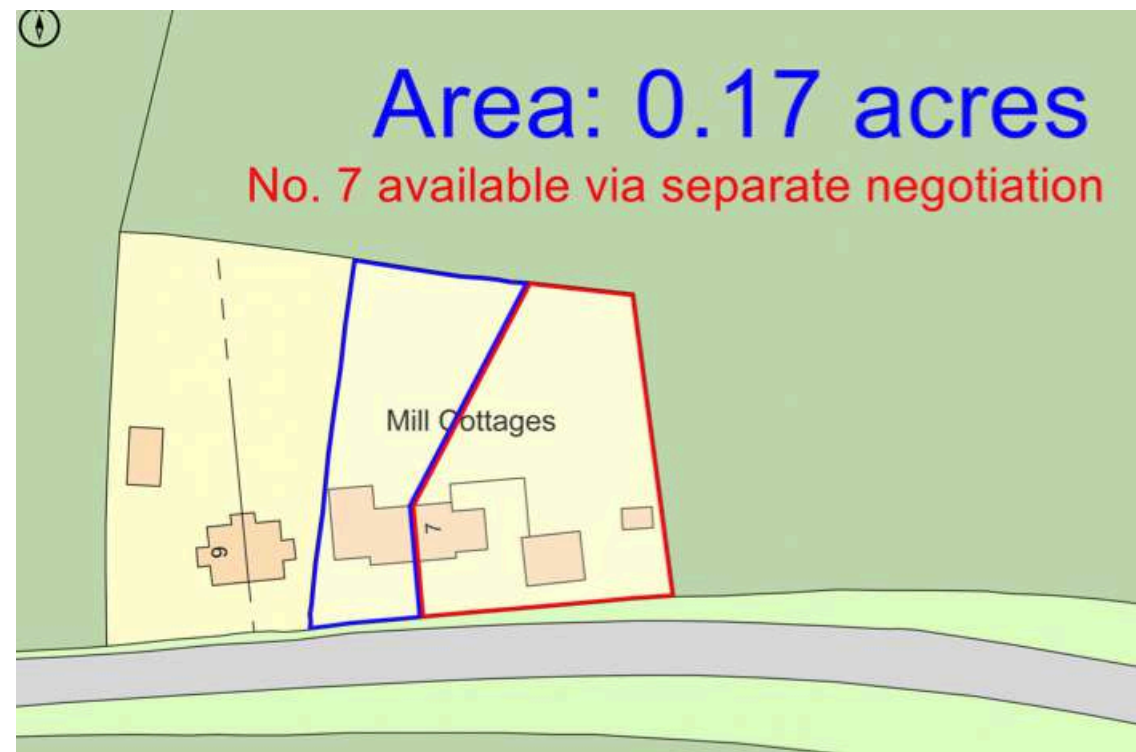 Area: 0.17 acres
No. 7 available via separate negotiation
Mill Cottages
7
9